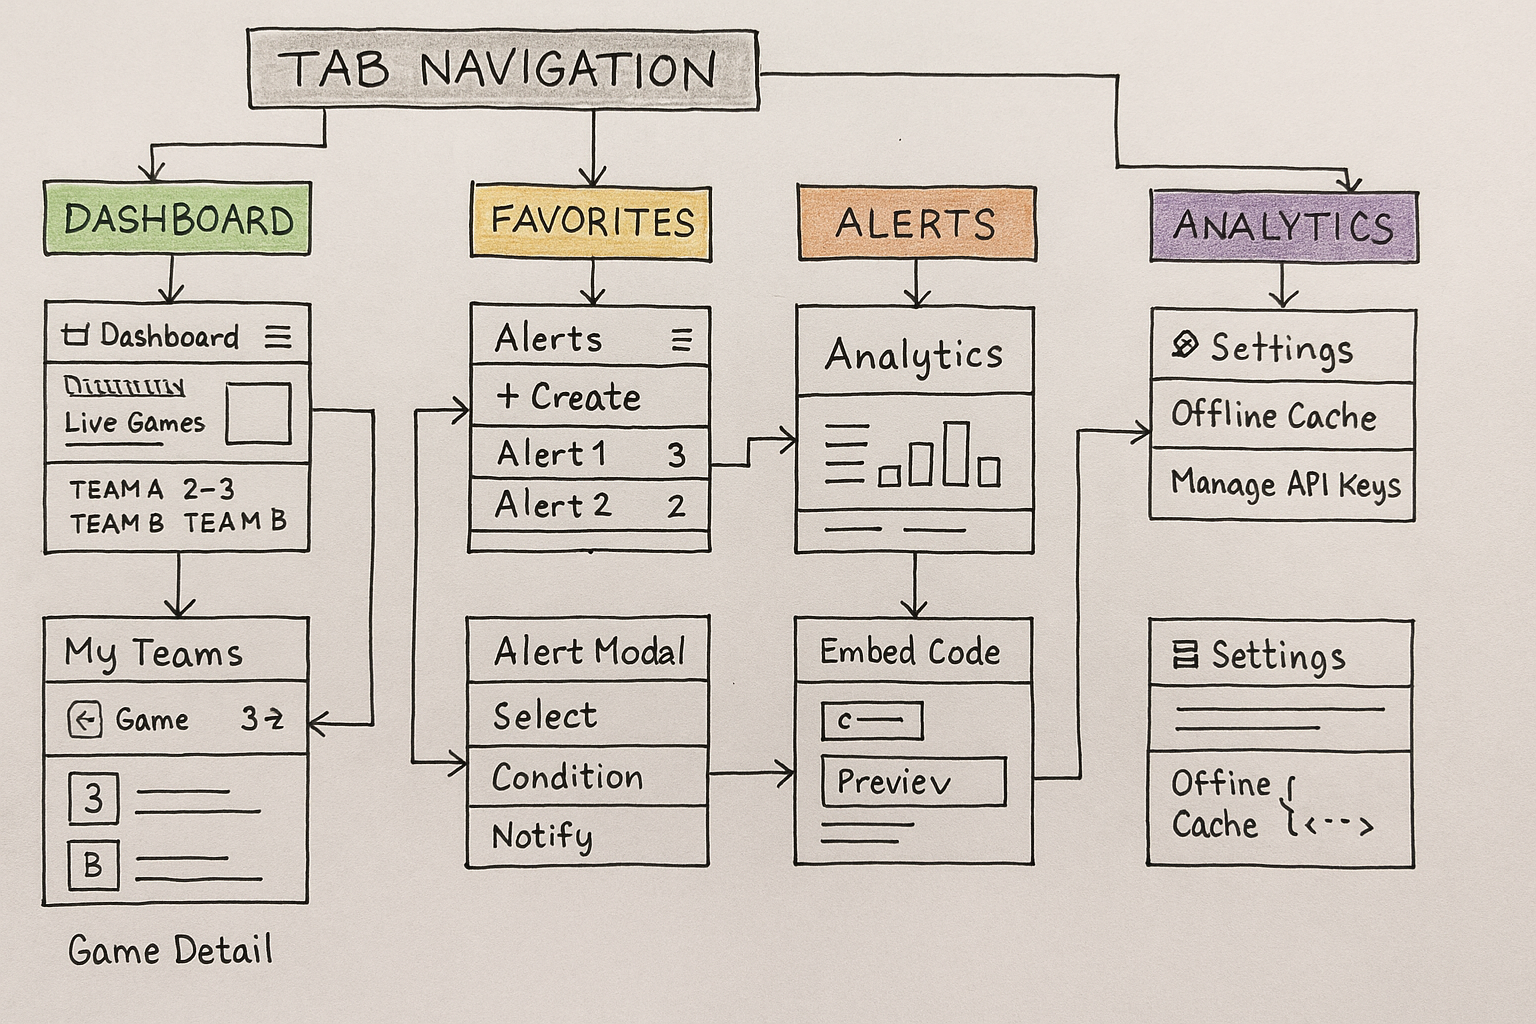 TAB NAVIGATION
DASHBOARD
FAVORITES
ALERTS
ANALYTICS
Dashboard
Live Games
TEAM A 2-3
TEAM B TEAM B
Alerts
+ Create
Alert 1 3
Alert 2 2
Analytics
Settings
Offline Cache
Manage API Keys
My Teams
Game 3-2
3
B
Game Detail
Alert Modal
Select
Condition
Notify
Embed Code
c
Previev
Settings
Offine
Cache